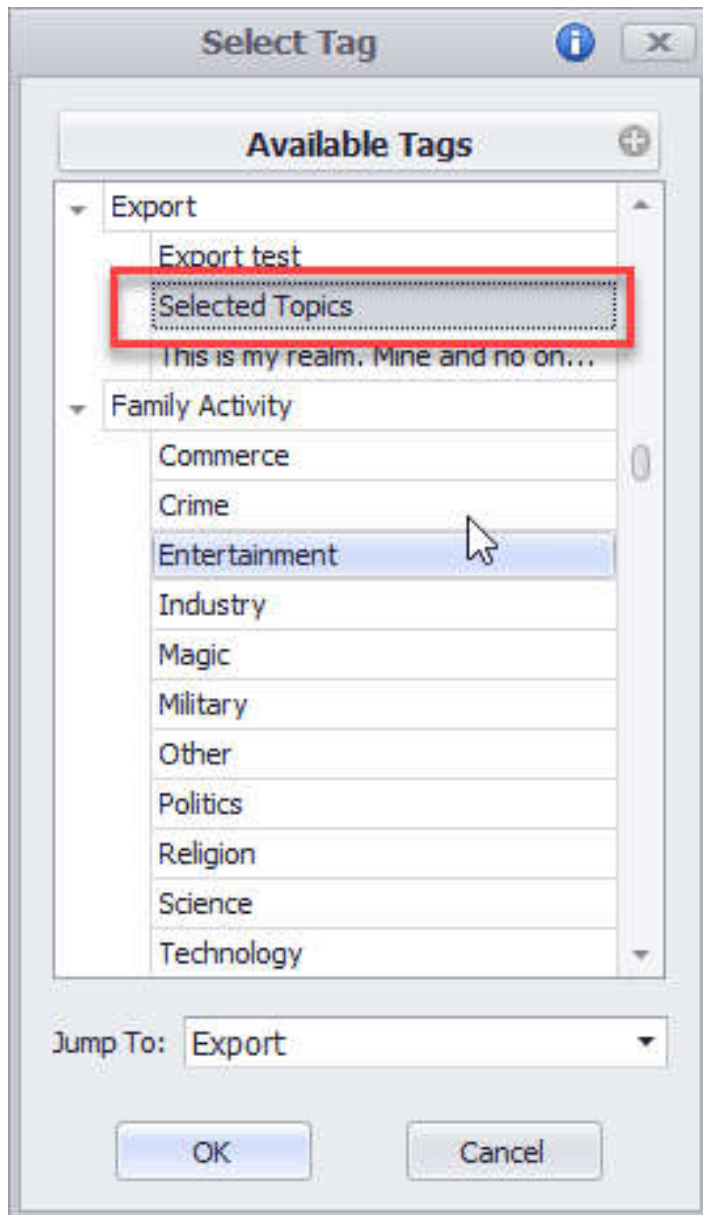 Select Tag
Available Tags
Export
Export test
Selected Topics
This is my realm. Mine and no on...
Family Activity
Commerce
Crime
Entertainment
Industry
Magic
Military
Other
Politics
Religion
Science
Technology
Jump To: Export
OK Cancel